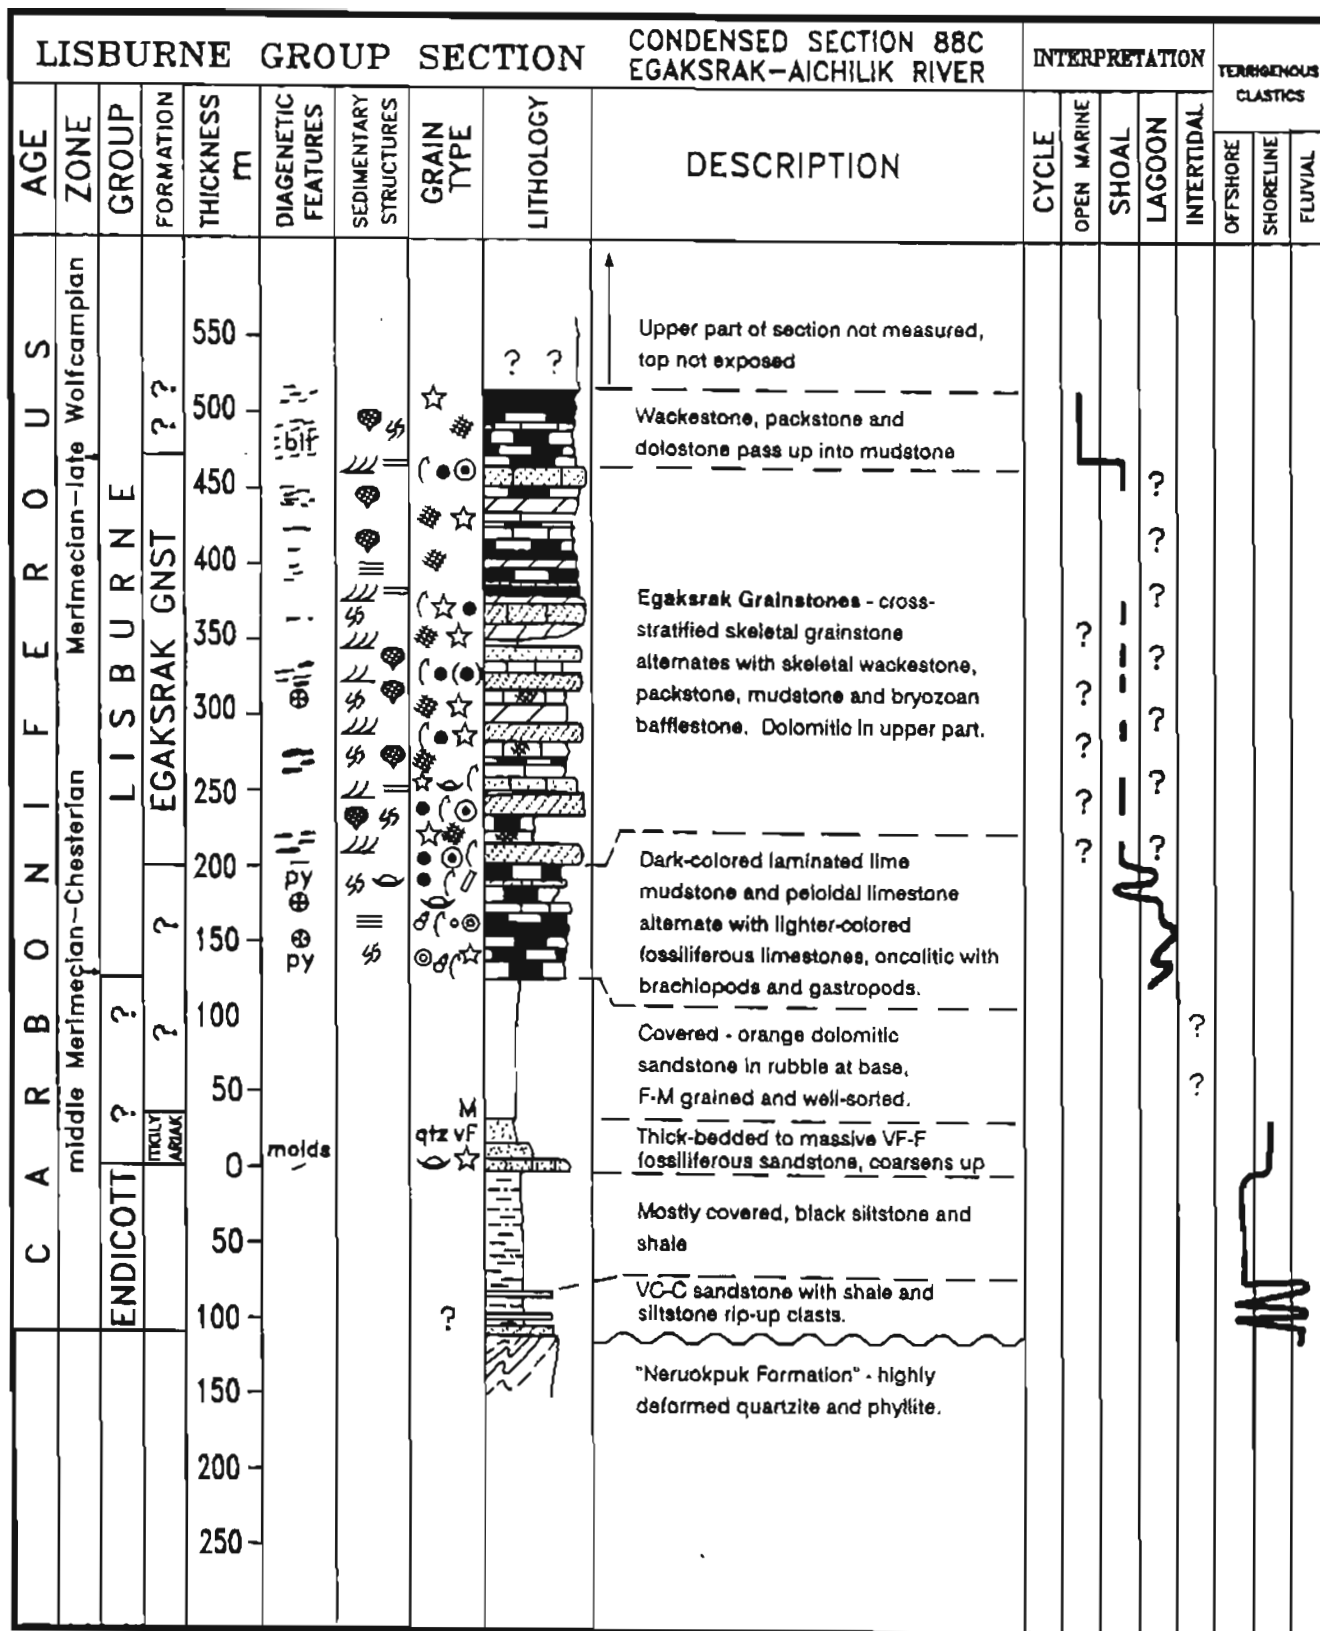 LISBURNE GROUP SECTION
CONDENSED SECTION 88C
EGAKSRAK-AICHILIK RIVER
INTERPRETATION
TERRIGENOUS
CLASTICS
AGE
ZONE
GROUP
FORMATION
THICKNESS
m
DIAGENETIC
FEATURES
SEDIMENTARY
STRUCTURES
GRAIN
TYPE
LITHOLOGY
DESCRIPTION
CYCLE
OPEN MARINE
SHOAL
LAGOON
INTERTIDAL
OFFSHORE
SHORELINE
FLUVIAL
CARBONIFEROUS
Merimecian-late Wolfcampian
middle Merimecian-Chesterian
LISBURNE
? ?
ENDICOTT
? ?
EGAKSRAK GNST
?
?
ITKILY
ARIAK
550
500
450
400
350
300
250
200
150
100
50
0
50
100
150
200
250
blf
py
py
molds
M
qtz VF
?
? ?
Upper part of section not measured,
top not exposed
Wackestone, packstone and
dolostone pass up into mudstone
Egaksrak Grainstones - cross-
stratified skeletal grainstone
alternates with skeletal wackestone,
packstone, mudstone and bryozoan
bafflestone. Dolomitic in upper part.
Dark-colored laminated lime
mudstone and peloidal limestone
alternate with lighter-colored
fossiliferous limestones, oncolitic with
brachiopods and gastropods.
Covered - orange dolomitic
sandstone in rubble at base,
F-M grained and well-sorted.
Thick-bedded to massive VF-F
fossiliferous sandstone, coarsens up
Mostly covered, black siltstone and
shale
VC-C sandstone with shale and
siltstone rip-up clasts.
"Neruokpuk Formation" - highly
deformed quartzite and phyllite.
?
?
?
?
?
?
?
?
?
?
?
?
?
?